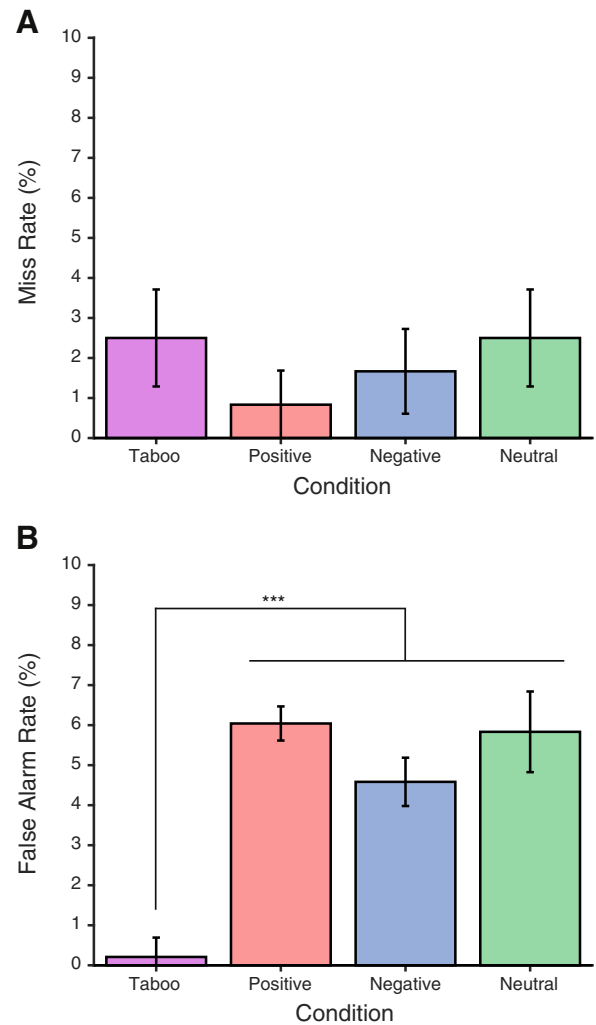 A
10
9
8
7
6
5
4
3
2
1
0
Miss Rate (%)
Taboo Positive Negative Neutral
Condition
B
10
9
8
7
6
5
4
3
2
1
0
False Alarm Rate (%)
***
Taboo Positive Negative Neutral
Condition